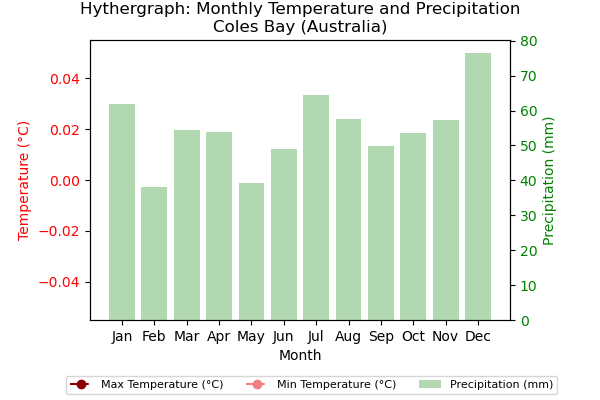 Hythergraph: Monthly Temperature and Precipitation
Coles Bay (Australia)
Temperature (°C)
0.04
0.02
0.00
−0.02
−0.04
80
70
60
50
40
30
20
10
0
Precipitation (mm)
Jan Feb Mar Apr May Jun Jul Aug Sep Oct Nov Dec
Month
Max Temperature (°C) Min Temperature (°C) Precipitation (mm)